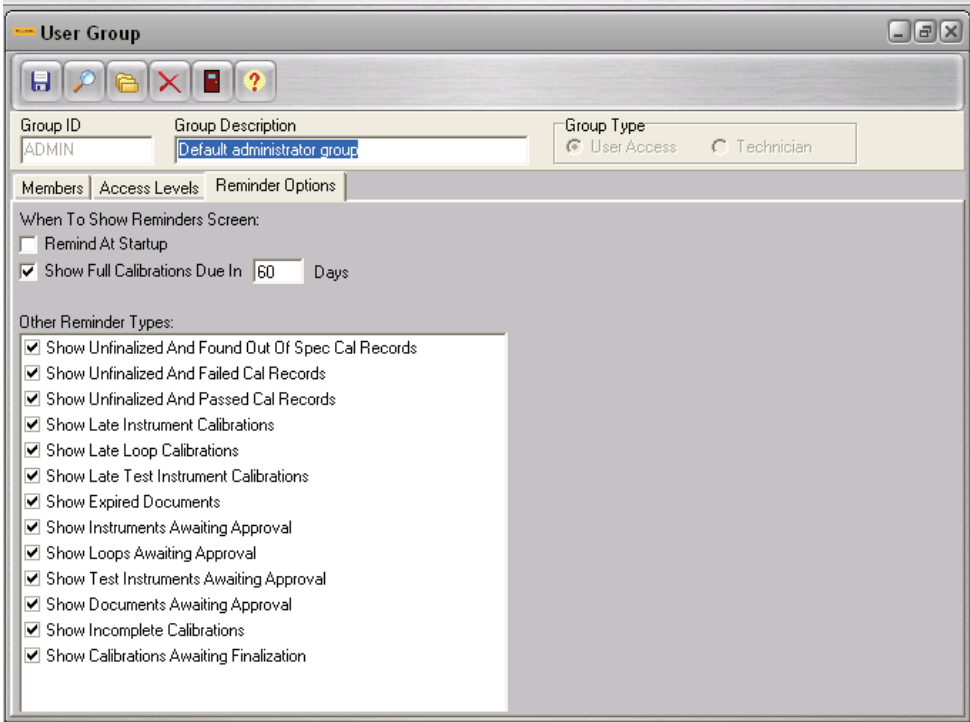 User Group
Group ID
Group Description
Group Type
ADMIN
Default administrator group
User Access
Technician
Members
Access Levels
Reminder Options
When To Show Reminders Screen:
Remind At Startup
Show Full Calibrations Due In 60 Days
Other Reminder Types:
Show Unfinalized And Found Out Of Spec Cal Records
Show Unfinalized And Failed Cal Records
Show Unfinalized And Passed Cal Records
Show Late Instrument Calibrations
Show Late Loop Calibrations
Show Late Test Instrument Calibrations
Show Expired Documents
Show Instruments Awaiting Approval
Show Loops Awaiting Approval
Show Test Instruments Awaiting Approval
Show Documents Awaiting Approval
Show Incomplete Calibrations
Show Calibrations Awaiting Finalization